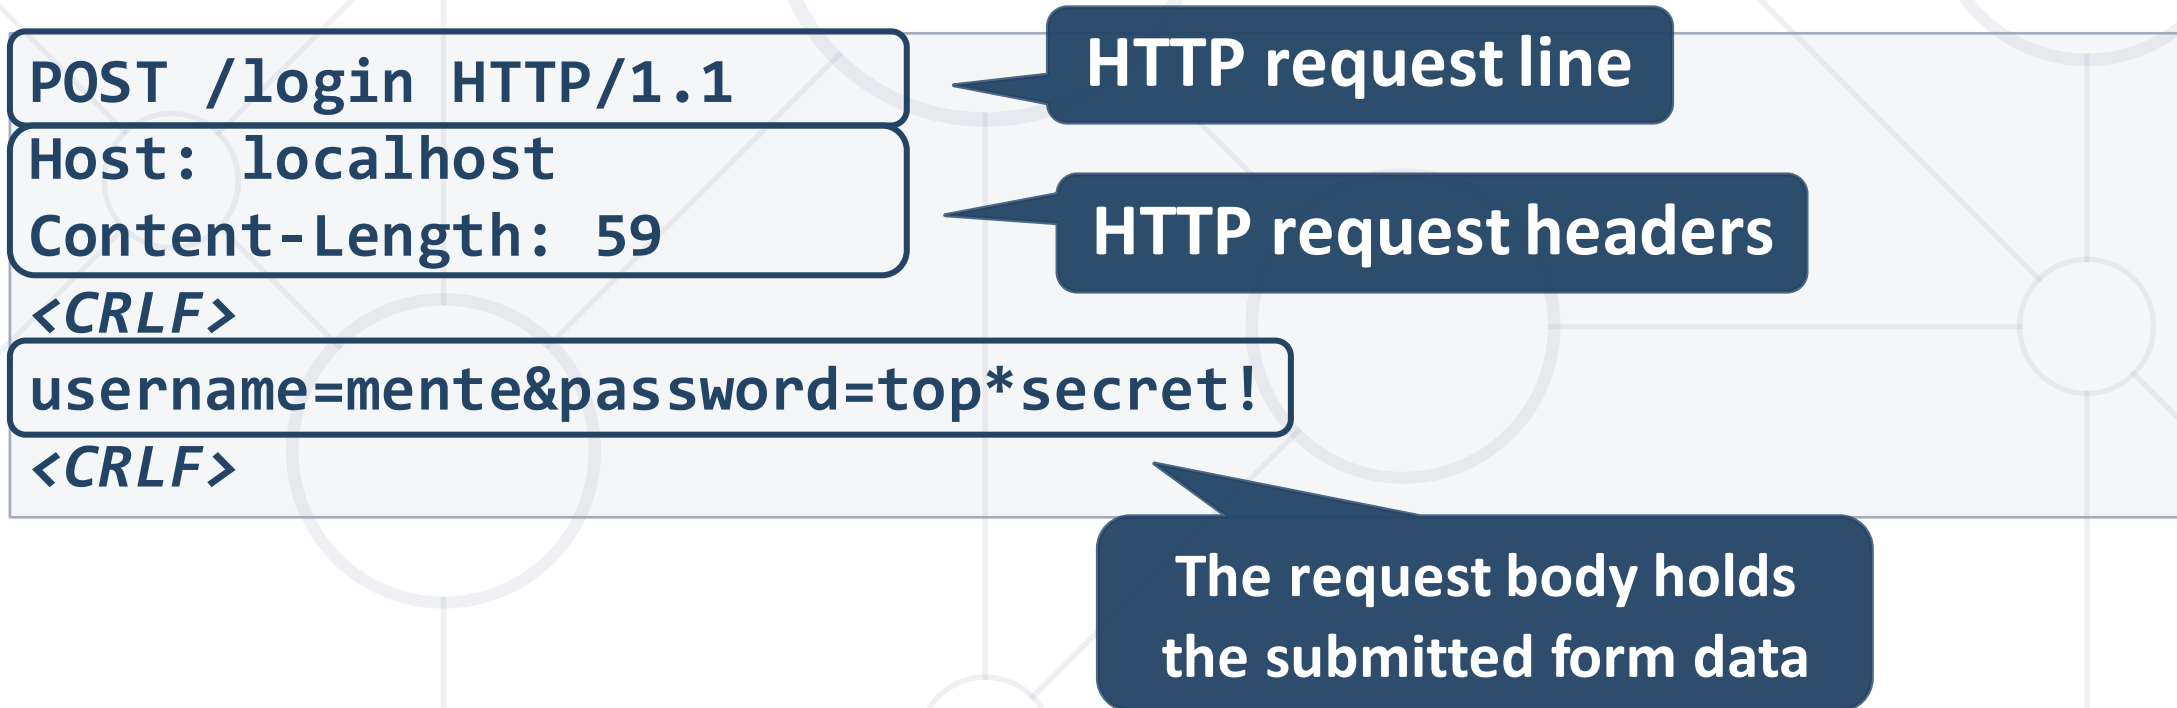 POST /login HTTP/1.1
HTTP request line
Host: localhost
Content-Length: 59
HTTP request headers
<CRLF>
username=mente&password=top*secret!
<CRLF>
The request body holds
the submitted form data